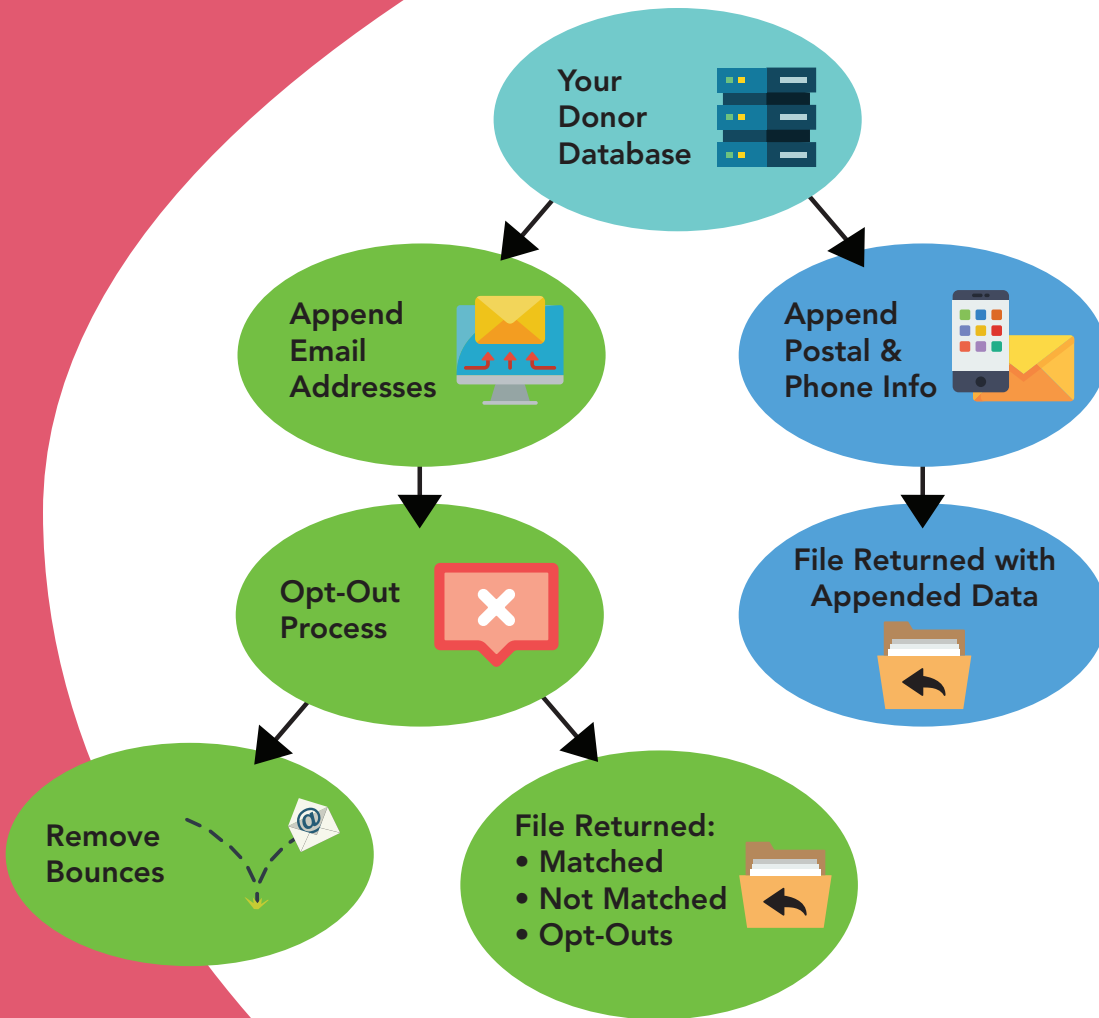 Your
Donor
Database
Append
Email
Addresses
Append
Postal &
Phone Info
Opt-Out
Process
File Returned with
Appended Data
Remove
Bounces
@
File Returned:
• Matched
• Not Matched
• Opt-Outs